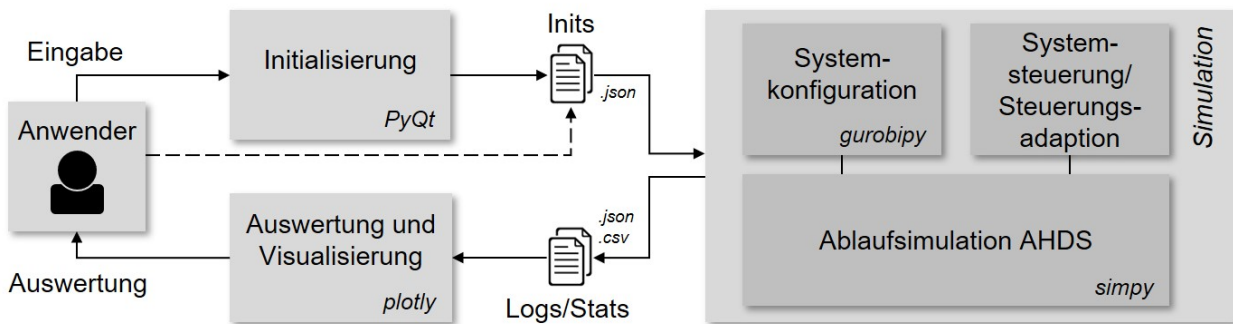 Eingabe
Anwender
Initialisierung
PyQt
Inits
.json
System-
konfiguration
gurobipy
System-
steuerung/
Steuerungs-
adaption
Simulation
Ablaufsimulation AHDS
simpy
.json
.csv
Logs/Stats
Auswertung und
Visualisierung
plotly
Auswertung